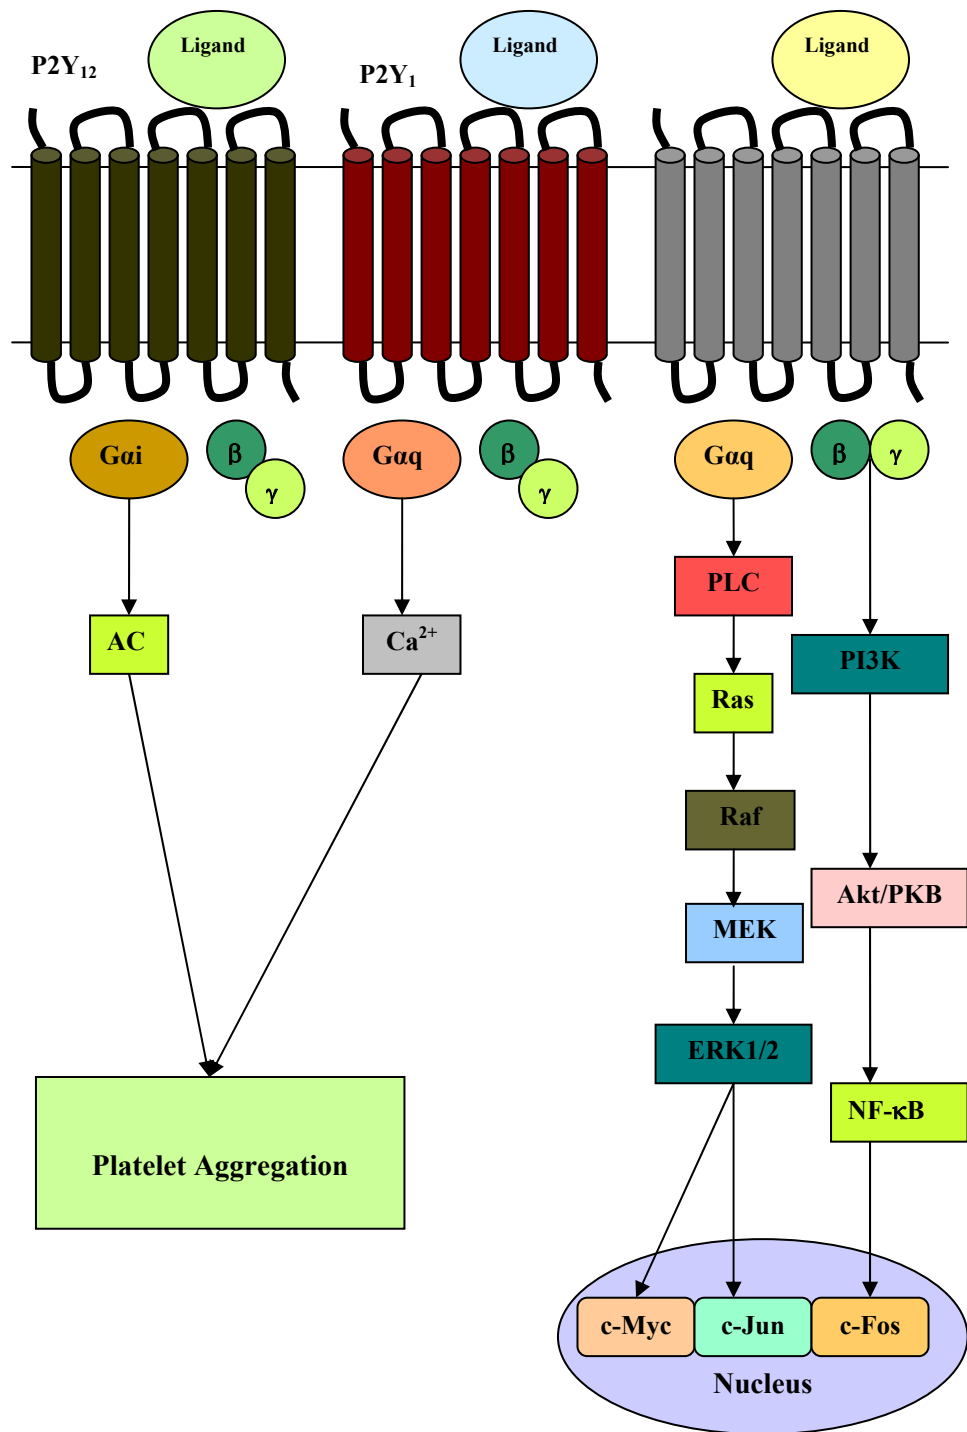 Ligand
Ligand
Ligand
P2Y₁₂
P2Y₁
Gαi
β
γ
Gαq
β
γ
Gαq
β
γ
PLC
AC
Ca²⁺
PI3K
Ras
Raf
Akt/PKB
MEK
ERK1/2
NF-κB
Platelet Aggregation
c-Myc
c-Jun
c-Fos
Nucleus